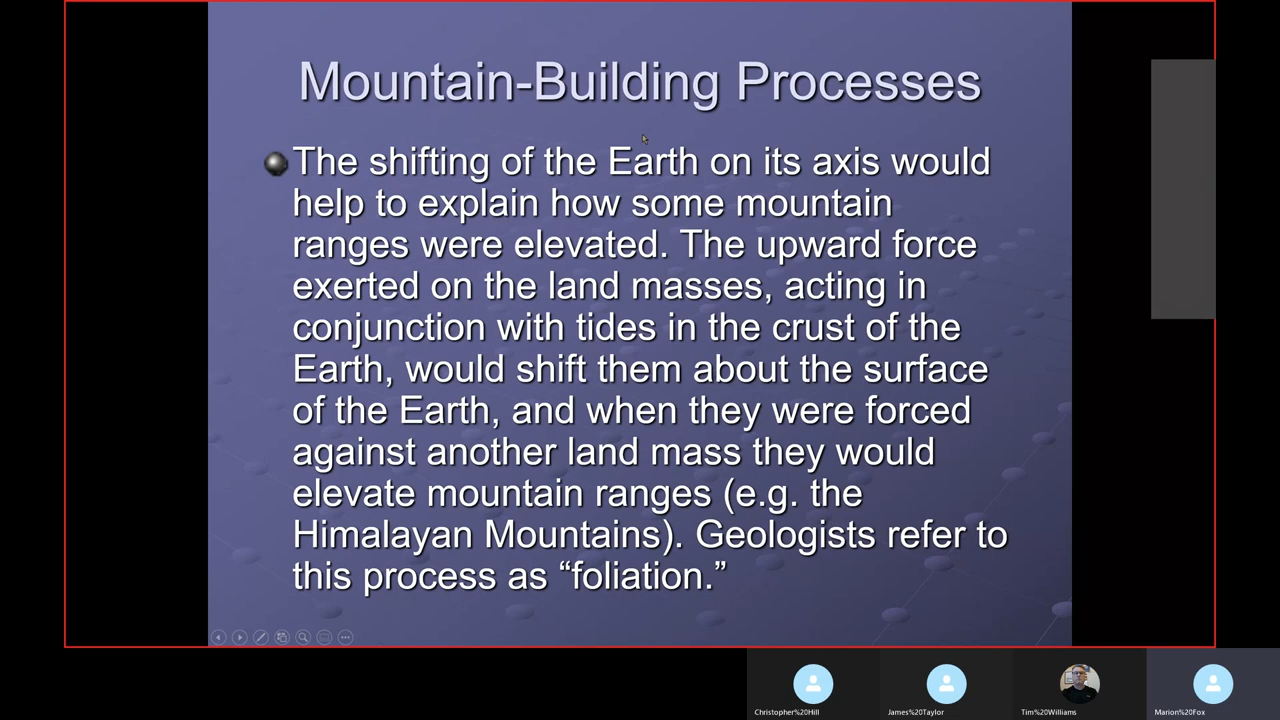 Mountain-Building Processes
The shifting of the Earth on its axis would
help to explain how some mountain
ranges were elevated. The upward force
exerted on the land masses, acting in
conjunction with tides in the crust of the
Earth, would shift them about the surface
of the Earth, and when they were forced
against another land mass they would
elevate mountain ranges (e.g. the
Himalayan Mountains). Geologists refer to
this process as “foliation.”
Christopher%20Hill
James%20Taylor
Tim%20Williams
Marion%20Fox